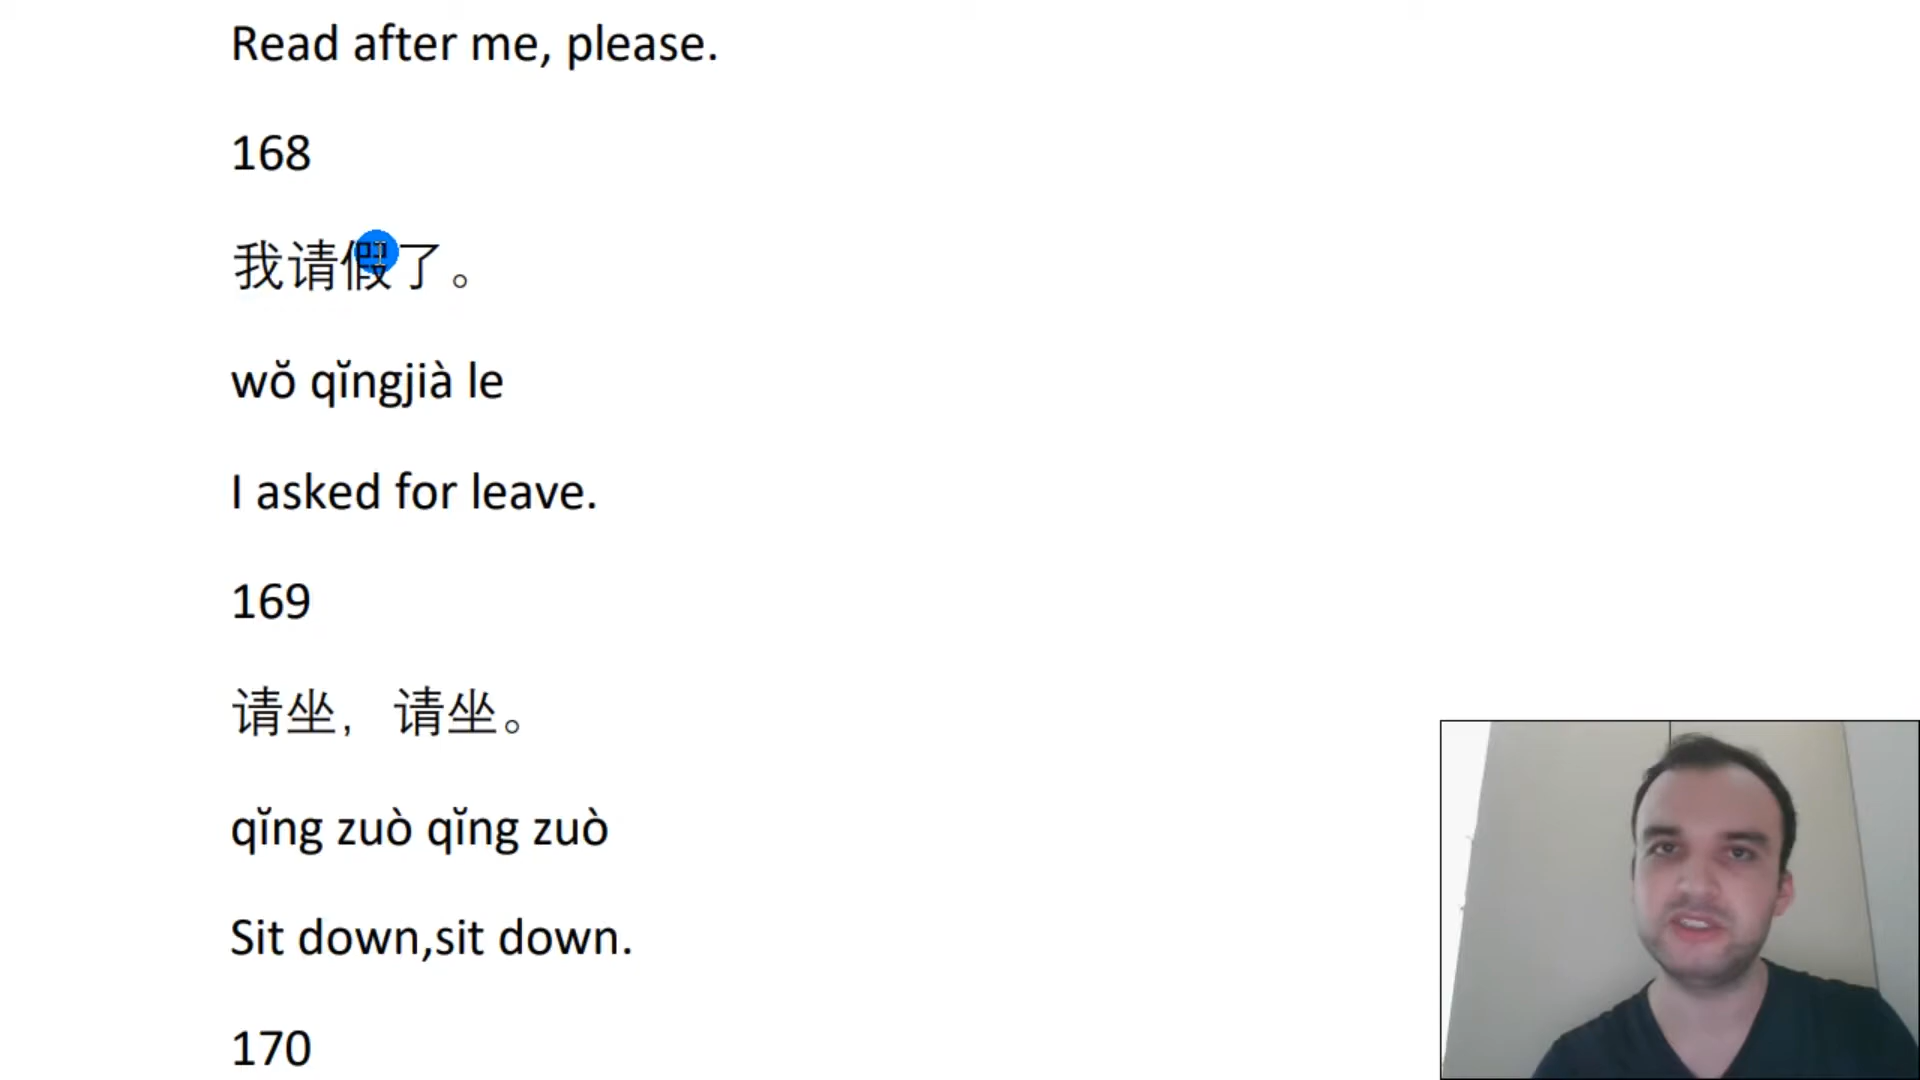 Read after me, please.
168
我请假了。
wǒ qǐngjià le
I asked for leave.
169
请坐, 请坐。
qǐng zuò qǐng zuò
Sit down,sit down.
170